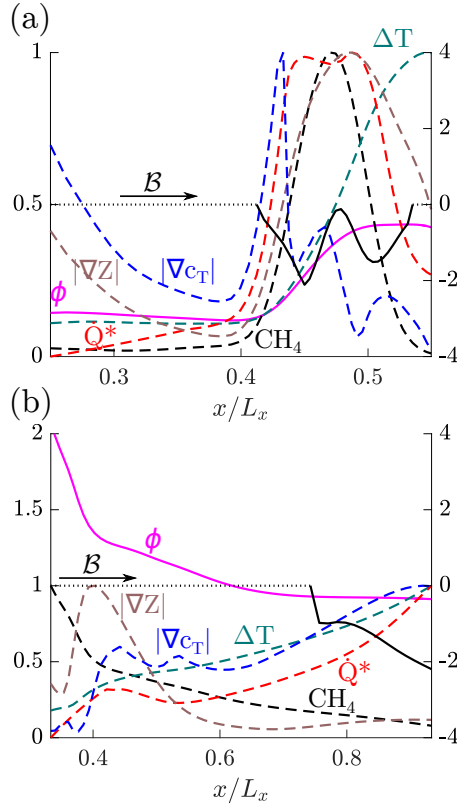 (a)
1
0.5
0
4
2
0
-2
-4
ΔT
ℬ
|∇Z|
|∇c_T|
ϕ
Q̇*
CH₄
0.3
0.4
0.5
x/Lₓ
(b)
2
1.5
1
0.5
0
4
2
0
-2
-4
ϕ
ℬ
|∇Z|
|∇c_T|
ΔT
Q̇*
CH₄
0.4
0.6
0.8
x/Lₓ